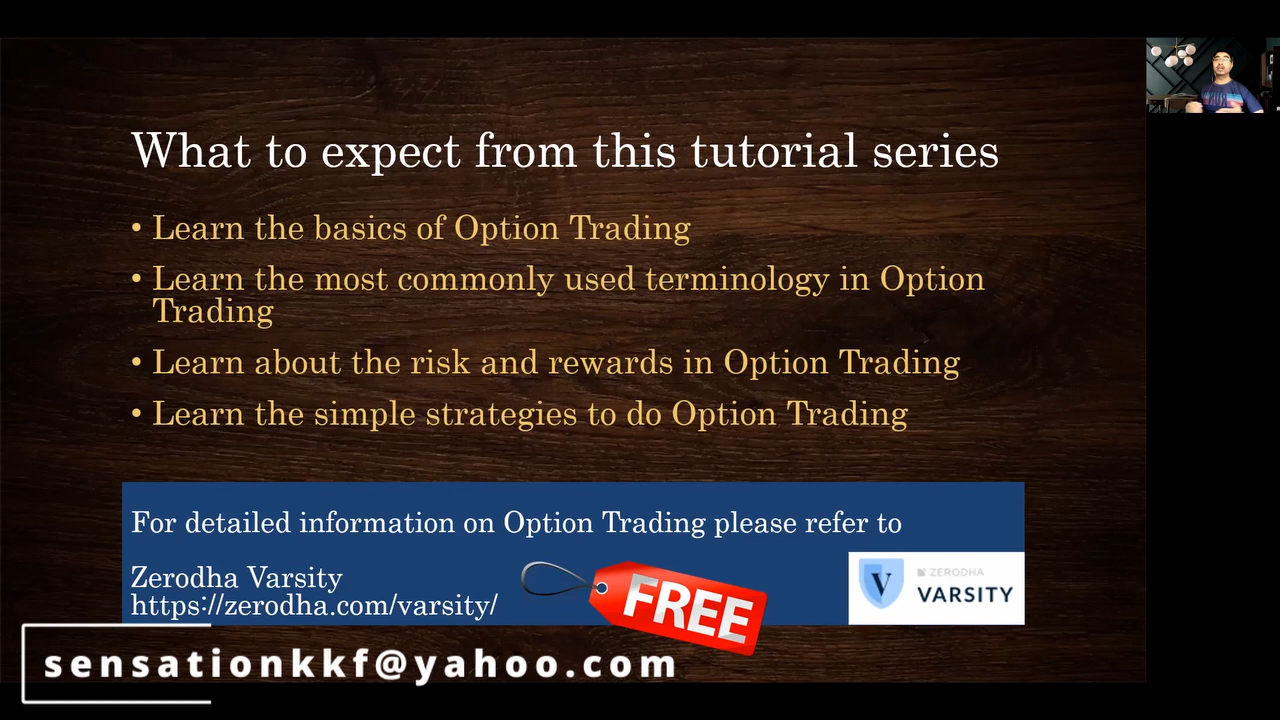 What to expect from this tutorial series
• Learn the basics of Option Trading
• Learn the most commonly used terminology in Option
Trading
• Learn about the risk and rewards in Option Trading
• Learn the simple strategies to do Option Trading
For detailed information on Option Trading please refer to
Zerodha Varsity
https://zerodha.com/varsity/
FREE
V
ZERODHA
VARSITY
sensationkkf@yahoo.com